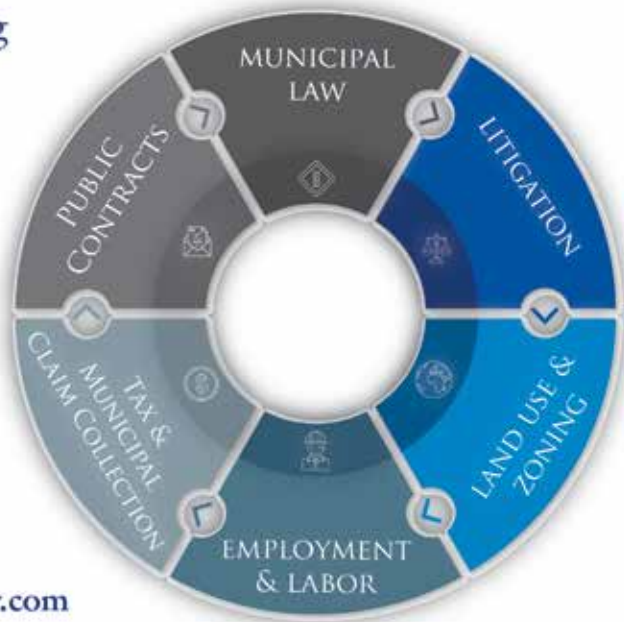 g
MUNICIPAL
LAW
LITIGATION
LAND USE &
ZONING
EMPLOYMENT
& LABOR
TAX &
MUNICIPAL
CLAIM COLLECTION
PUBLIC
CONTRACTS
.com